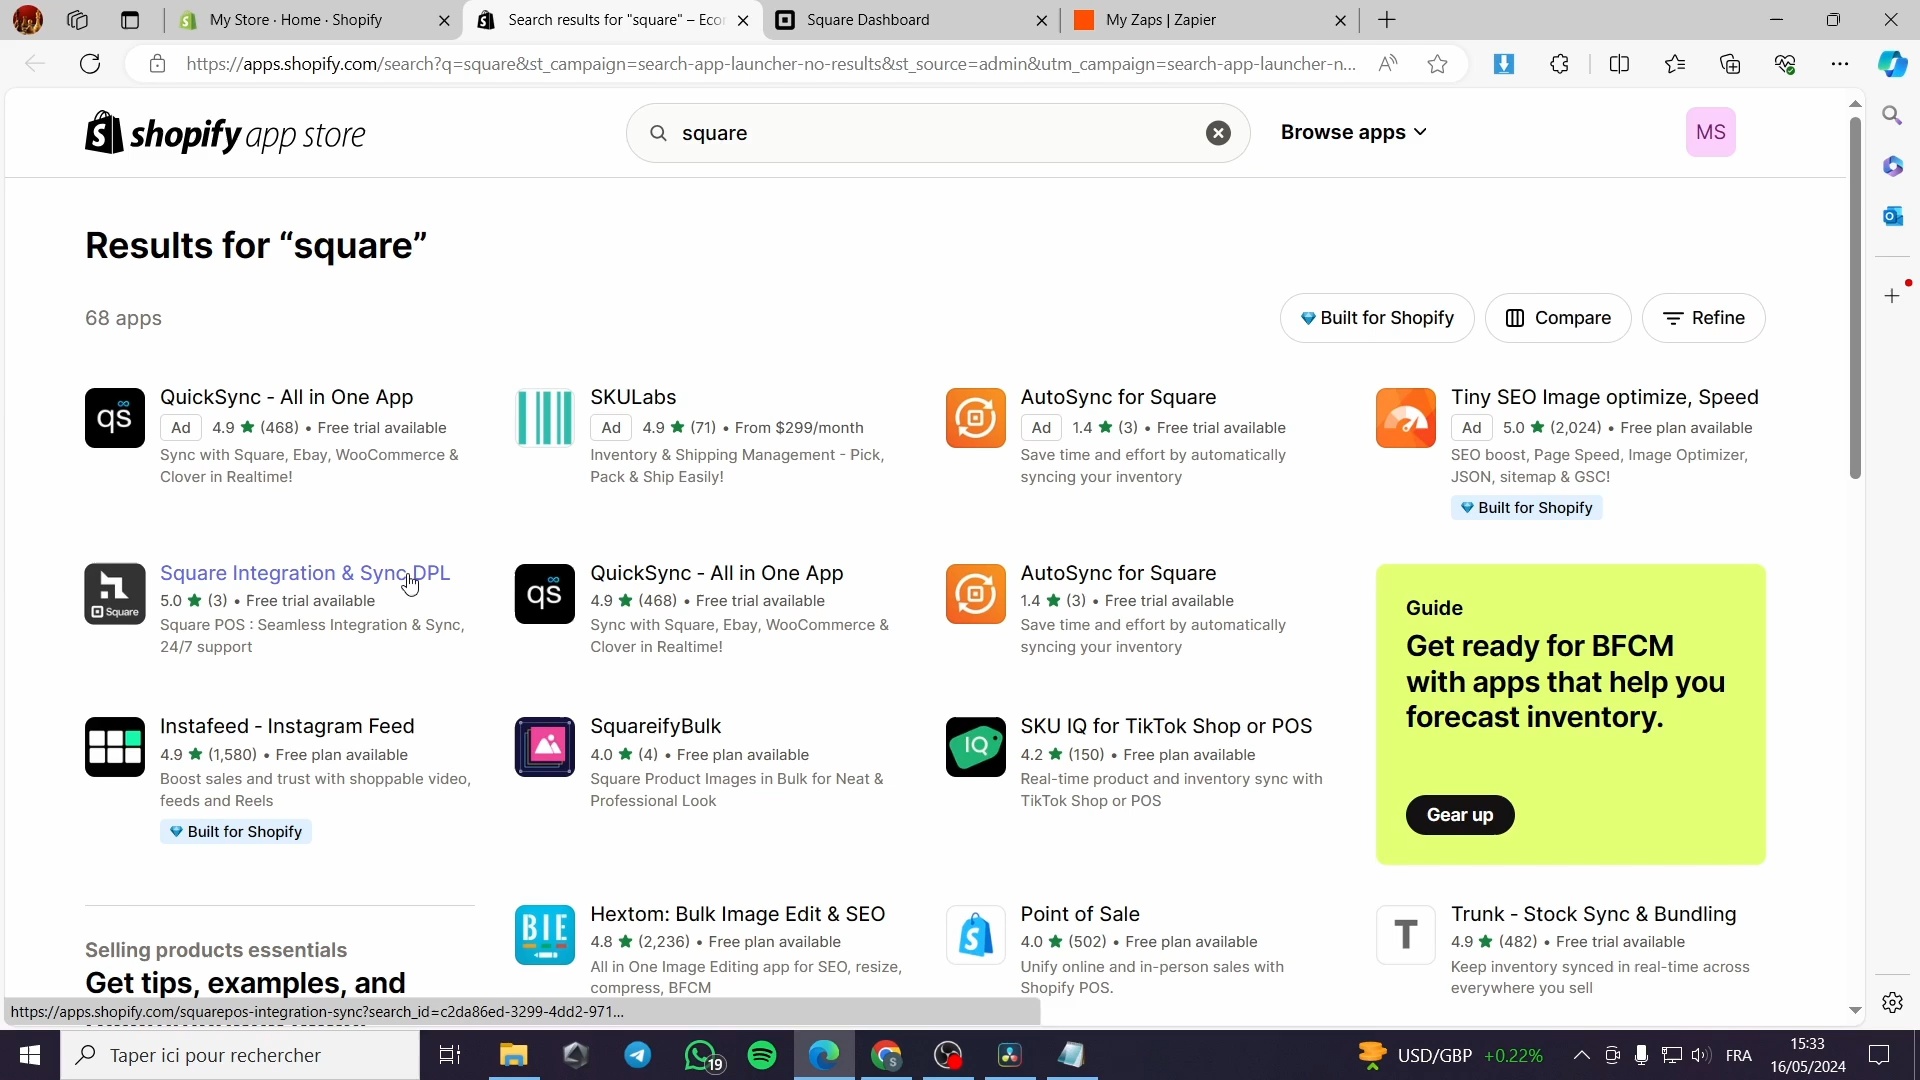 My Store · Home · Shopify
Search results for "square" – Eco
Square Dashboard
My Zaps | Zapier
https://apps.shopify.com/search?q=square&st_campaign=search-app-launcher-no-results&st_source=admin&utm_campaign=search-app-launcher-n...
shopify app store
square
Browse apps
MS
Results for “square”
68 apps
Built for Shopify
Compare
Refine
qs
QuickSync - All in One App
Ad 4.9 ★ (468) • Free trial available
Sync with Square, Ebay, WooCommerce &
Clover in Realtime!
SKULabs
Ad 4.9 ★ (71) • From $299/month
Inventory & Shipping Management - Pick,
Pack & Ship Easily!
AutoSync for Square
Ad 1.4 ★ (3) • Free trial available
Save time and effort by automatically
syncing your inventory
Tiny SEO Image optimize, Speed
Ad 5.0 ★ (2,024) • Free plan available
SEO boost, Page Speed, Image Optimizer,
JSON, sitemap & GSC!
Built for Shopify
Square
Square Integration & Sync DPL
5.0 ★ (3) • Free trial available
Square POS : Seamless Integration & Sync,
24/7 support
qs
QuickSync - All in One App
4.9 ★ (468) • Free trial available
Sync with Square, Ebay, WooCommerce &
Clover in Realtime!
AutoSync for Square
1.4 ★ (3) • Free trial available
Save time and effort by automatically
syncing your inventory
Guide
Get ready for BFCM
with apps that help you
forecast inventory.
Gear up
Instafeed - Instagram Feed
4.9 ★ (1,580) • Free plan available
Boost sales and trust with shoppable video,
feeds and Reels
Built for Shopify
SquareifyBulk
4.0 ★ (4) • Free plan available
Square Product Images in Bulk for Neat &
Professional Look
IQ
SKU IQ for TikTok Shop or POS
4.2 ★ (150) • Free plan available
Real-time product and inventory sync with
TikTok Shop or POS
Selling products essentials
Get tips, examples, and
BIE
Hextom: Bulk Image Edit & SEO
4.8 ★ (2,236) • Free plan available
All in One Image Editing app for SEO, resize,
compress, BFCM
Point of Sale
4.0 ★ (502) • Free plan available
Unify online and in-person sales with
Shopify POS.
T
Trunk - Stock Sync & Bundling
4.9 ★ (482) • Free trial available
Keep inventory synced in real-time across
everywhere you sell
https://apps.shopify.com/squarepos-integration-sync?search_id=c2da86ed-3299-4dd2-971...
Taper ici pour rechercher
19
USD/GBP +0.22%
FRA
15:33
16/05/2024